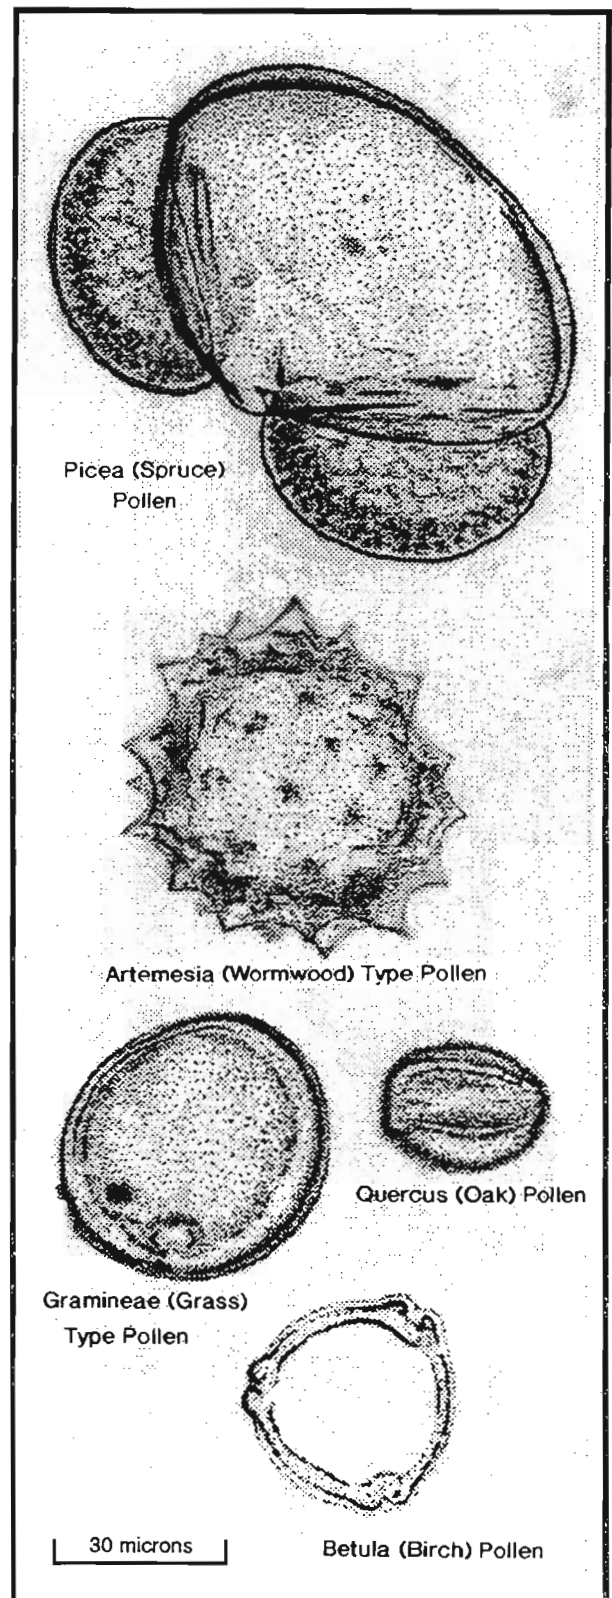 Picea (Spruce)
Pollen
Artemesia (Wormwood) Type Pollen
Quercus (Oak) Pollen
Gramineae (Grass)
Type Pollen
30 microns
Betula (Birch) Pollen